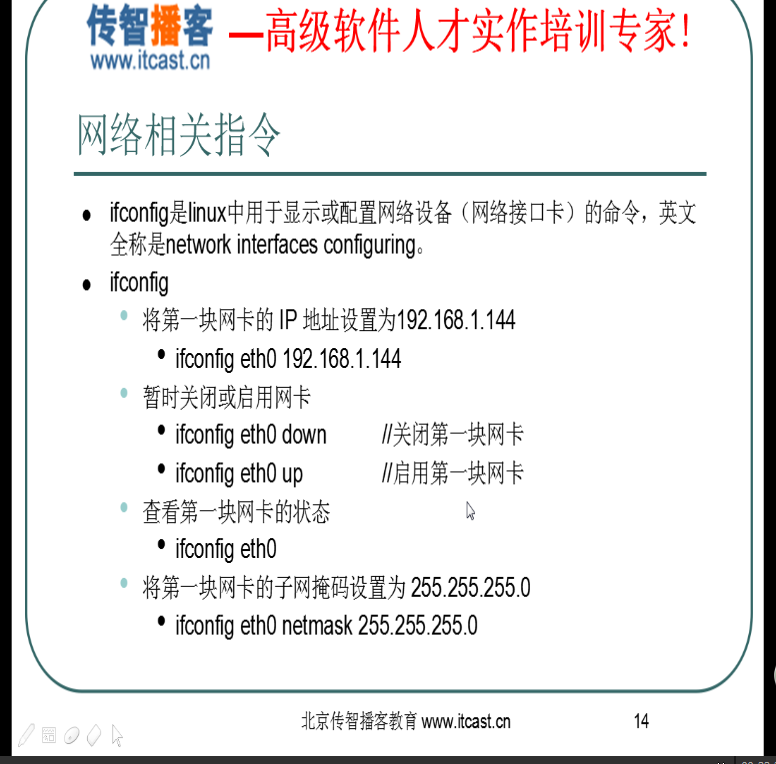 传智播客 —高级软件人才实作培训专家!
www.itcast.cn
网络相关指令
● ifconfig是linux中用于显示或配置网络设备（网络接口卡）的命令，英文
全称是network interfaces configuring。
● ifconfig
• 将第一块网卡的 IP 地址设置为192.168.1.144
• ifconfig eth0 192.168.1.144
• 暂时关闭或启用网卡
• ifconfig eth0 down //关闭第一块网卡
• ifconfig eth0 up //启用第一块网卡
• 查看第一块网卡的状态
• ifconfig eth0
• 将第一块网卡的子网掩码设置为 255.255.255.0
• ifconfig eth0 netmask 255.255.255.0
北京传智播客教育 www.itcast.cn 14